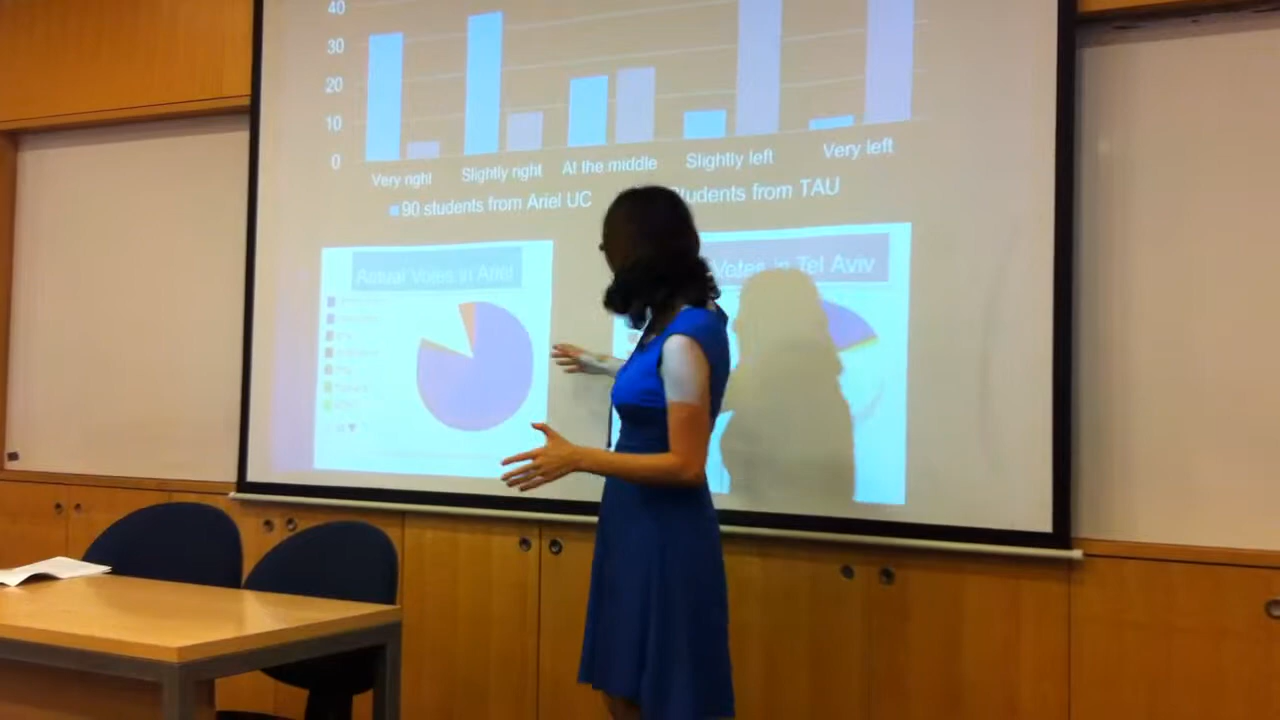 40
30
20
10
0
Very right Slightly right At the middle Slightly left Very left
90 students from Ariel UC Students from TAU
Actual Votes in Ariel
Votes in Tel Aviv